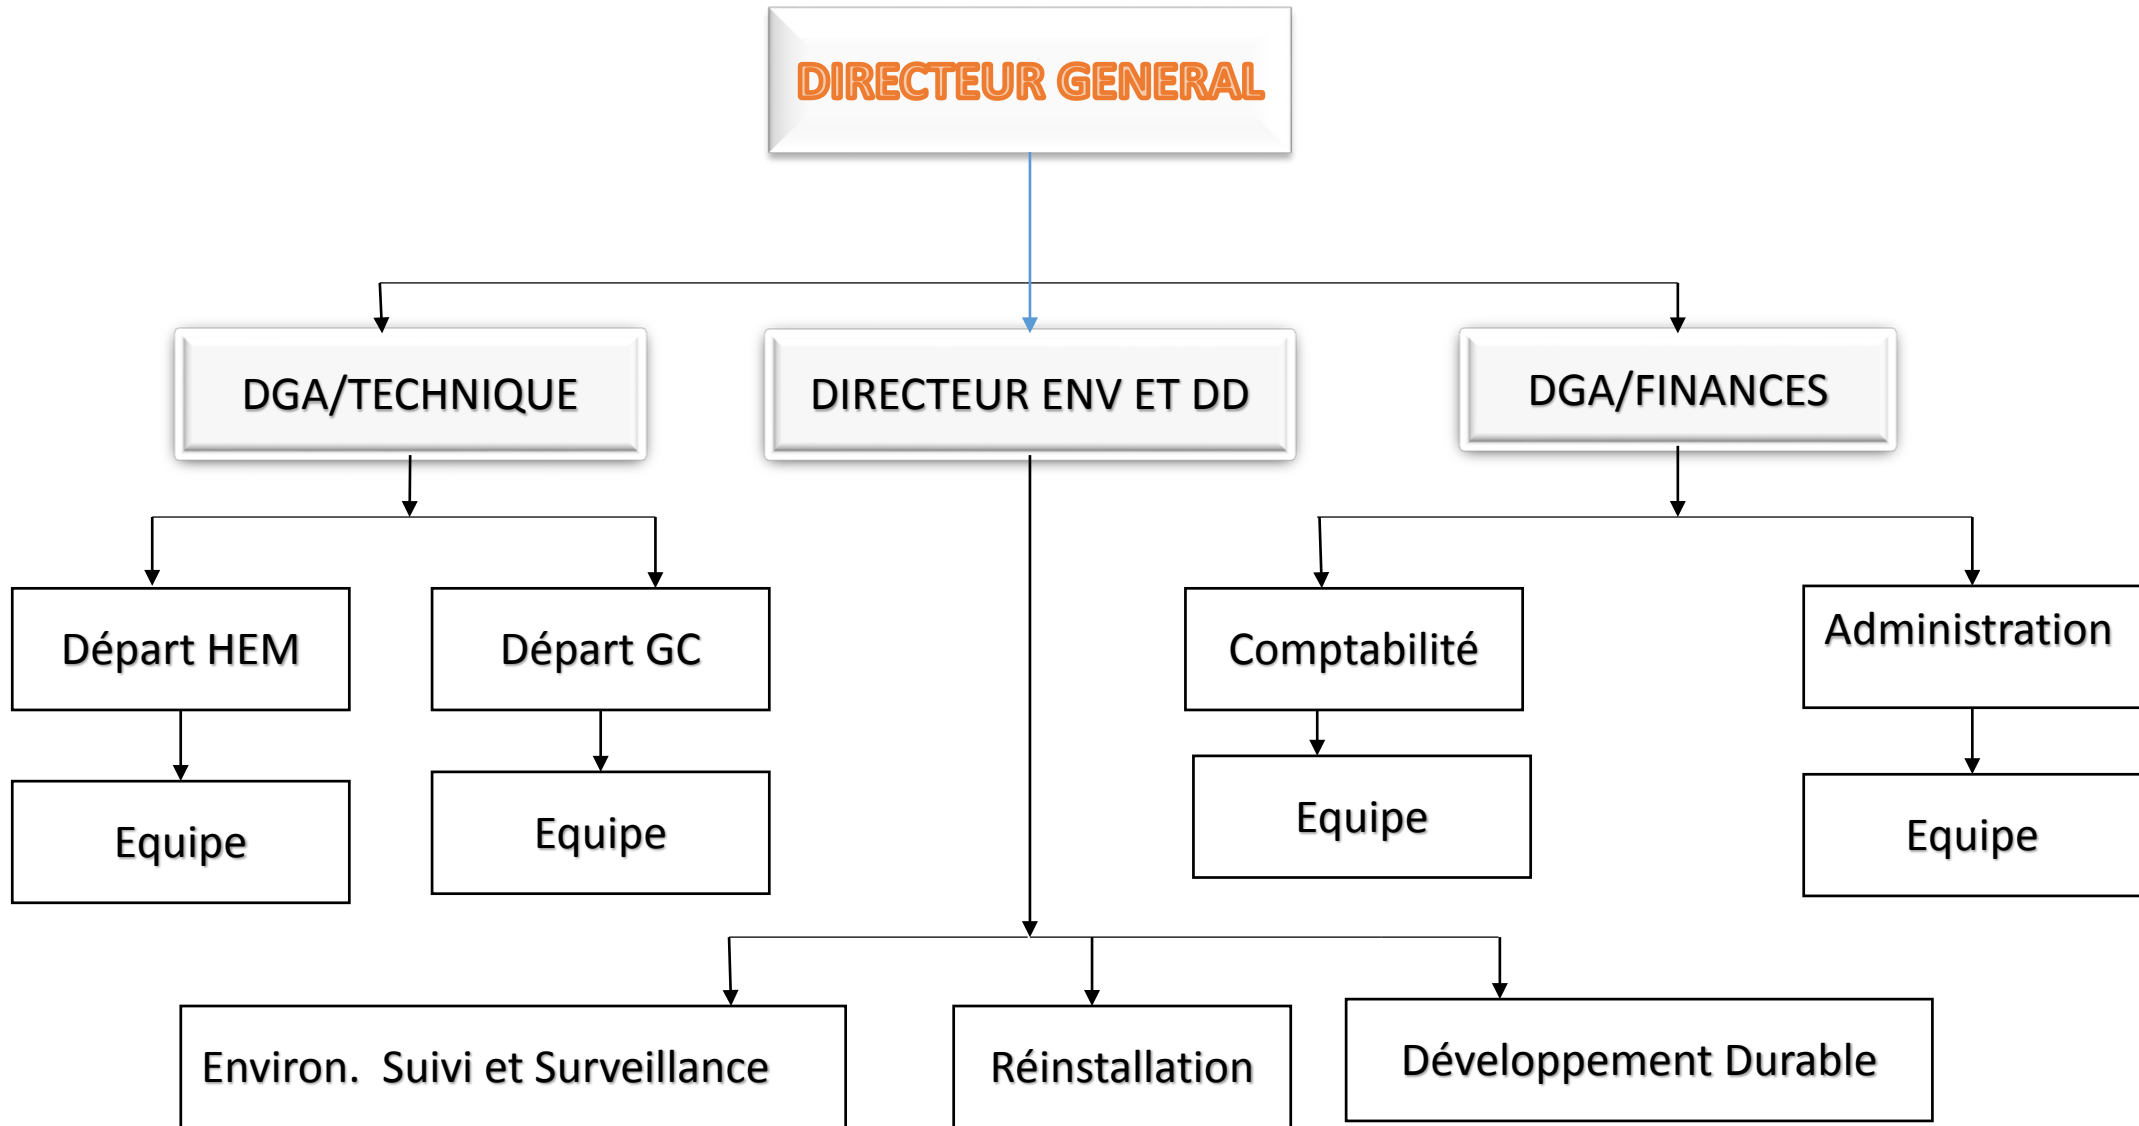 DIRECTEUR GENERAL
DGA/TECHNIQUE
DIRECTEUR ENV ET DD
DGA/FINANCES
Départ HEM
Départ GC
Comptabilité
Administration
Equipe
Equipe
Equipe
Equipe
Environ.  Suivi et Surveillance
Réinstallation
Développement Durable